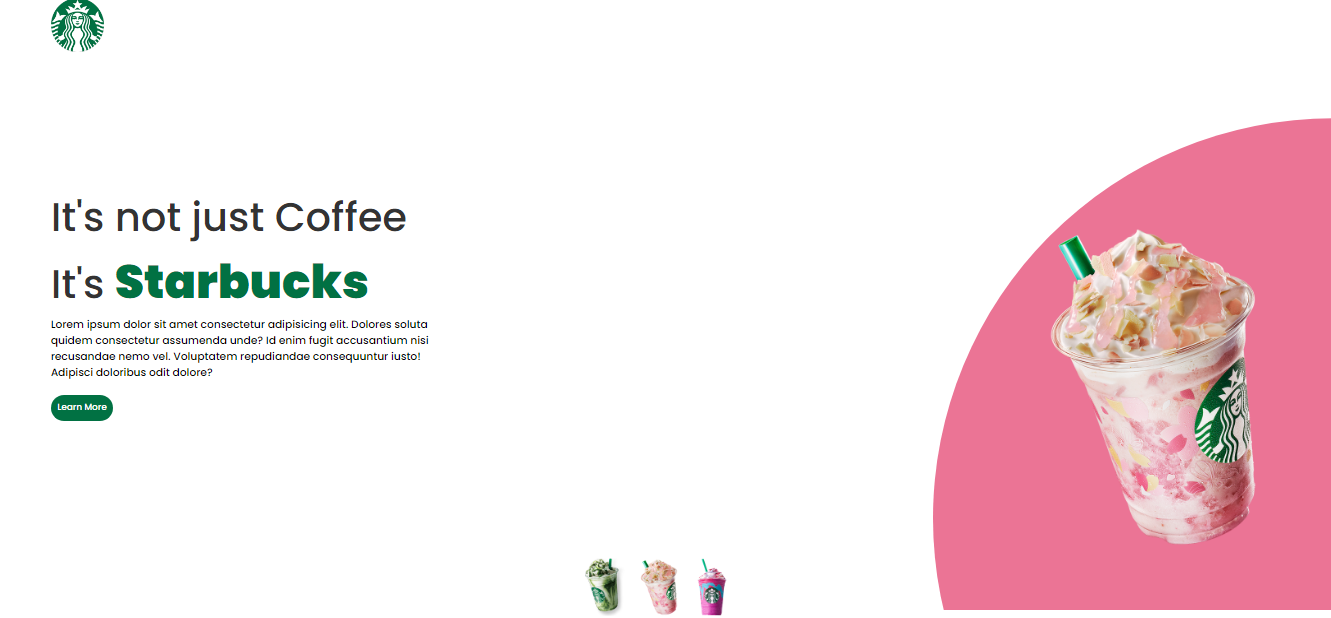 It's not just Coffee
It's Starbucks
Lorem ipsum dolor sit amet consectetur adipisicing elit. Dolores soluta
quidem consectetur assumenda unde? Id enim fugit accusantium nisi
recusandae nemo vel. Voluptatem repudiandae consequuntur iusto!
Adipisci doloribus odit dolore?
Learn More